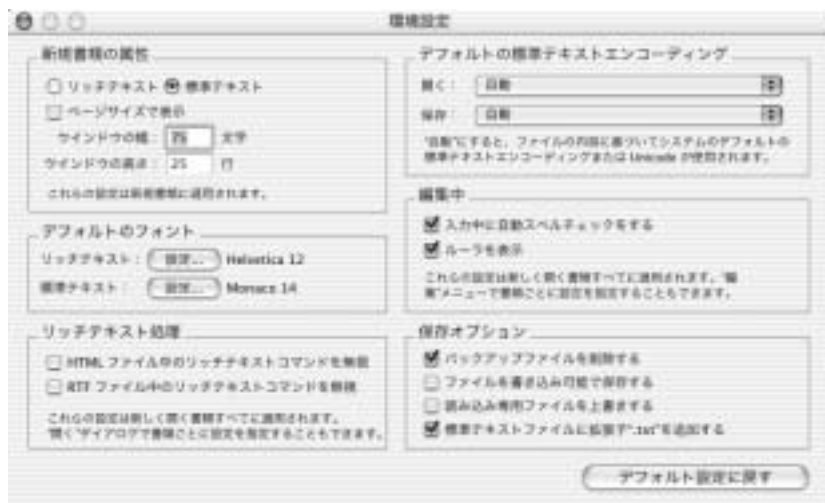 環境設定
新規書類の属性
リッチテキスト 標準テキスト
ページサイズで表示
ウインドウの幅： 75 文字
ウインドウの高さ： 25 行
これらの設定は新規書類に適用されます。
デフォルトのフォント
リッチテキスト： 設定... Helvetica 12
標準テキスト： 設定... Monaco 14
リッチテキスト処理
HTML ファイル中のリッチテキストコマンドを無視
RTF ファイル中のリッチテキストコマンドを無視
これらの設定は新しく開く書類すべてに適用されます。
"開く"ダイアログで書類ごとに設定を指定することもできます。
デフォルトの標準テキストエンコーディング
開く： 自動
保存： 自動
"自動"にすると、ファイルの内容に基づいてシステムのデフォルトの
標準テキストエンコーディングまたは Unicode が使用されます。
編集中
入力中に自動スペルチェックをする
ルーラを表示
これらの設定は新しく開く書類すべてに適用されます。"編
集"メニューで書類ごとに設定を指定することもできます。
保存オプション
バックアップファイルを削除する
ファイルを書き込み可能で保存する
読み込み専用ファイルを上書きする
標準テキストファイルに拡張子".txt"を追加する
デフォルト設定に戻す